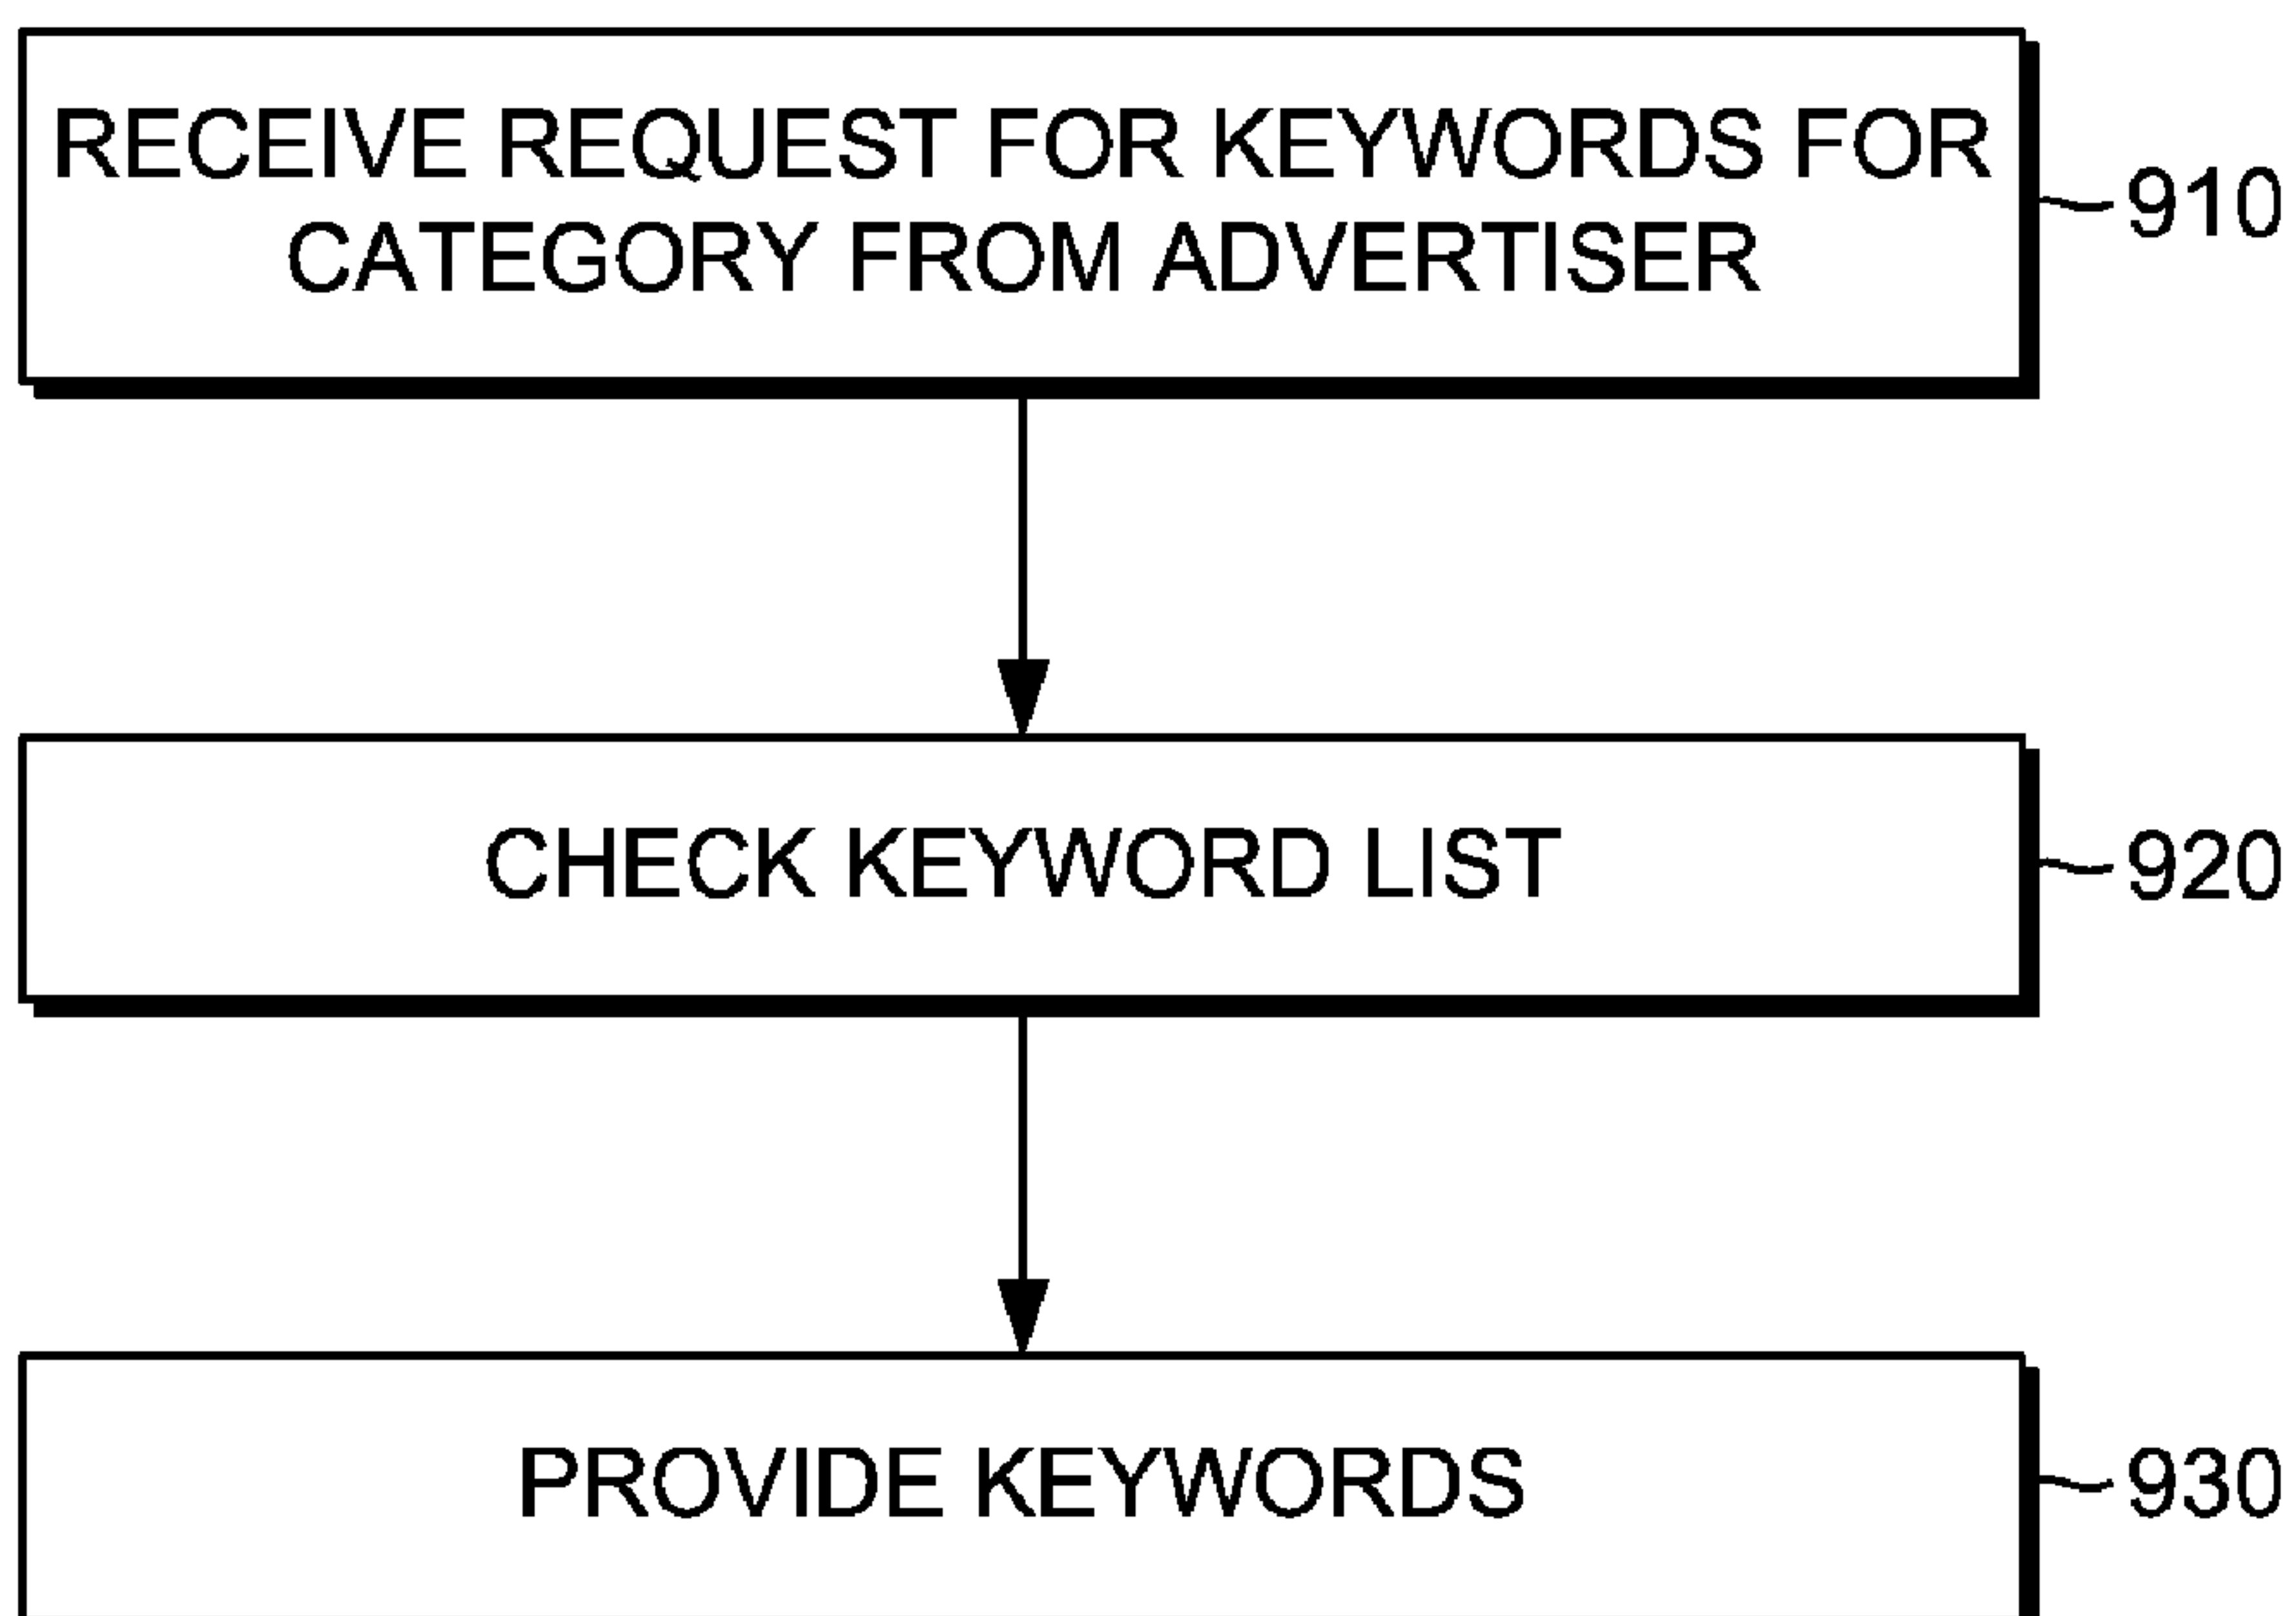 RECEIVE REQUEST FOR KEYWORDS FOR
CATEGORY FROM ADVERTISER
910
CHECK KEYWORD LIST
920
PROVIDE KEYWORDS
930